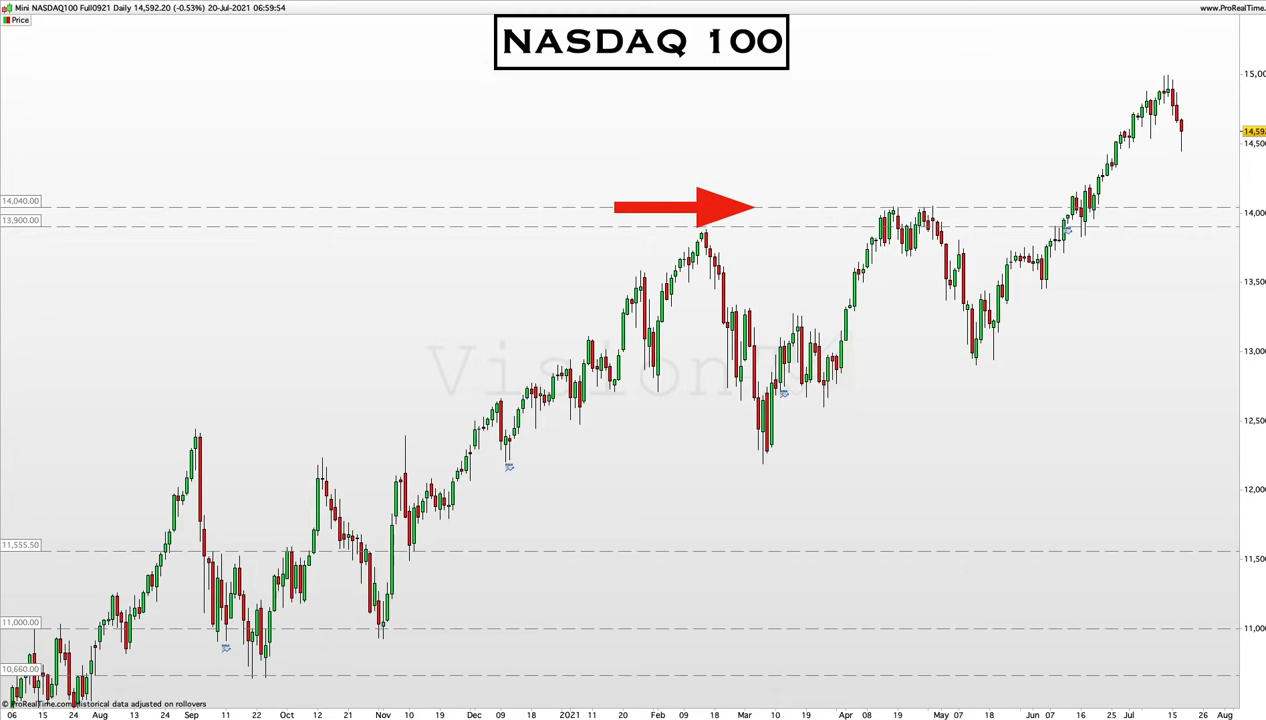 Mini NASDAQ100 Full0921 Daily 14,592.20 (-0.53%) 20-Jul-2021 06:59:54
www.ProRealTime.
Price
NASDAQ 100
15,00
14,592
14,500
14,040.00
14,000
13,900.00
13,500
13,000
12,500
12,000
11,555.50
11,500
11,000.00
11,000
10,660.00
© ProRealTime.com
historical data adjusted on rollovers
06 15 24 Aug 13 24 Sep 11 22 Oct 12 21 Nov 10 19 Dec 09 18 2021 11 20 Feb 09 18 Mar 10 19 Apr 08 19 May 07 18 Jun 07 16 25 Jul 15 26 Aug